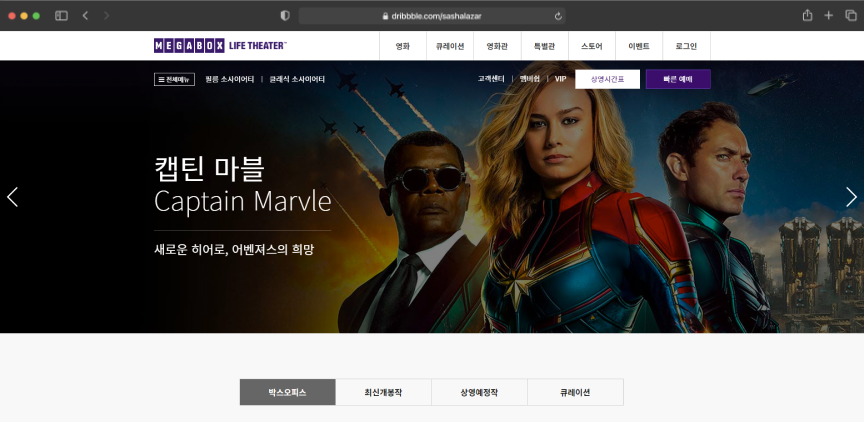 dribbble.com/sashalazar
MEGABOX LIFE THEATER
영화 큐레이션 영화관 특별관 스토어 이벤트 로그인
전체메뉴 필름 소사이어티 | 클래식 소사이어티 고객센터 | 멤버쉽 | VIP 상영시간표 빠른 예매
캡틴 마블
Captain Marvle
새로운 히어로, 어벤져스의 희망
박스오피스 최신개봉작 상영예정작 큐레이션